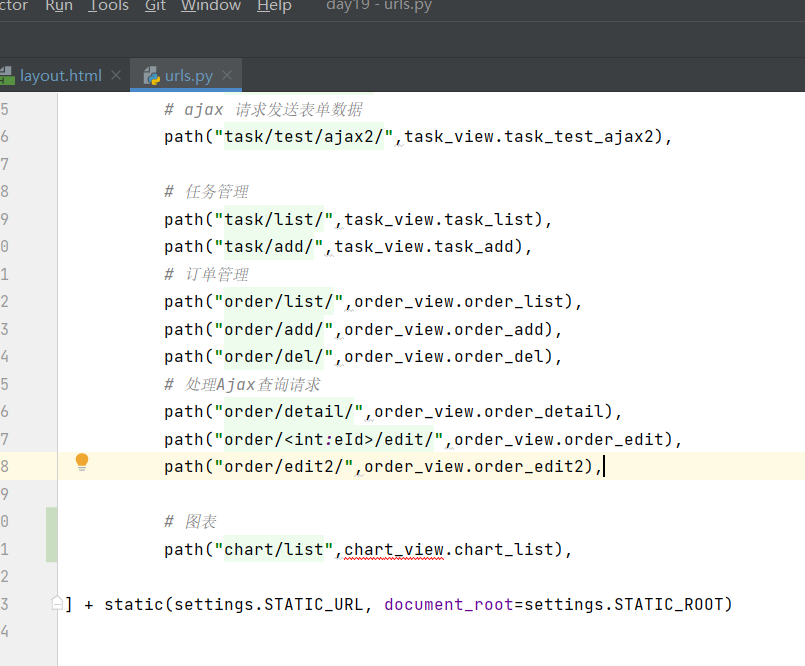 ctor Run Tools Git Window Help day19 - urls.py
layout.html urls.py
5 # ajax 请求发送表单数据
6 path("task/test/ajax2/",task_view.task_test_ajax2),
7
8 # 任务管理
9 path("task/list/",task_view.task_list),
0 path("task/add/",task_view.task_add),
1 # 订单管理
2 path("order/list/",order_view.order_list),
3 path("order/add/",order_view.order_add),
4 path("order/del/",order_view.order_del),
5 # 处理Ajax查询请求
6 path("order/detail/",order_view.order_detail),
7 path("order/<int:eId>/edit/",order_view.order_edit),
8 path("order/edit2/",order_view.order_edit2),
9
0 # 图表
1 path("chart/list",chart_view.chart_list),
2
3 ] + static(settings.STATIC_URL, document_root=settings.STATIC_ROOT)
4